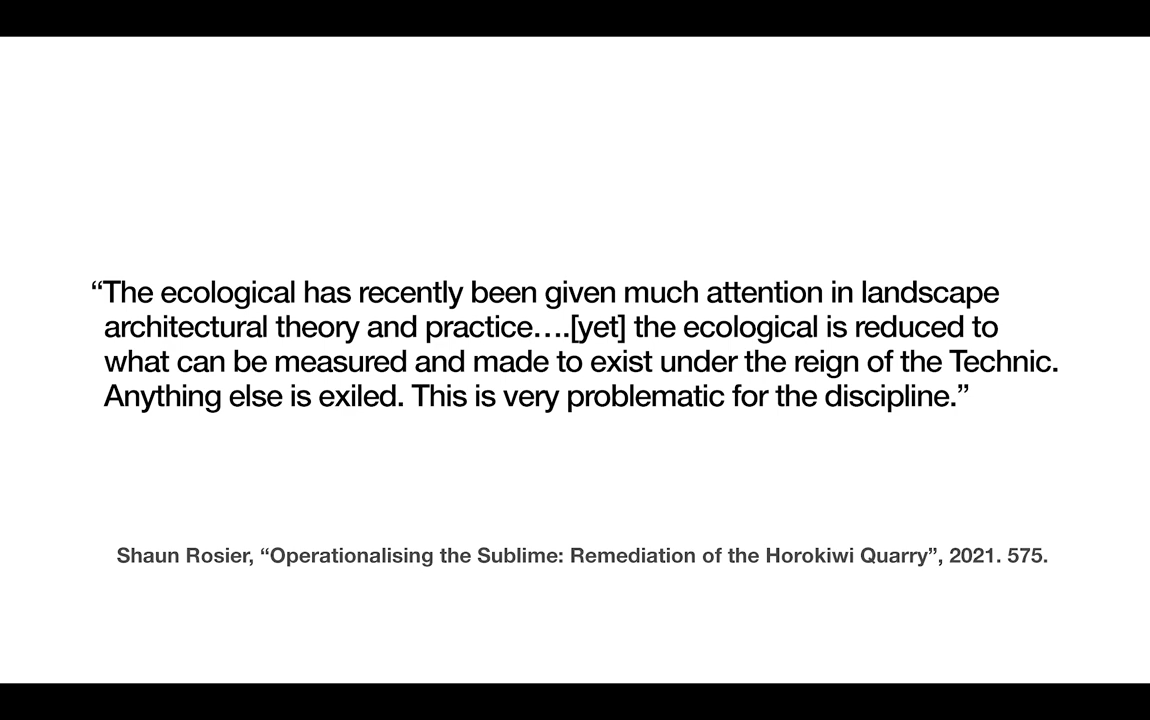 “The ecological has recently been given much attention in landscape
architectural theory and practice….[yet] the ecological is reduced to
what can be measured and made to exist under the reign of the Technic.
Anything else is exiled. This is very problematic for the discipline.”
Shaun Rosier, “Operationalising the Sublime: Remediation of the Horokiwi Quarry”, 2021. 575.